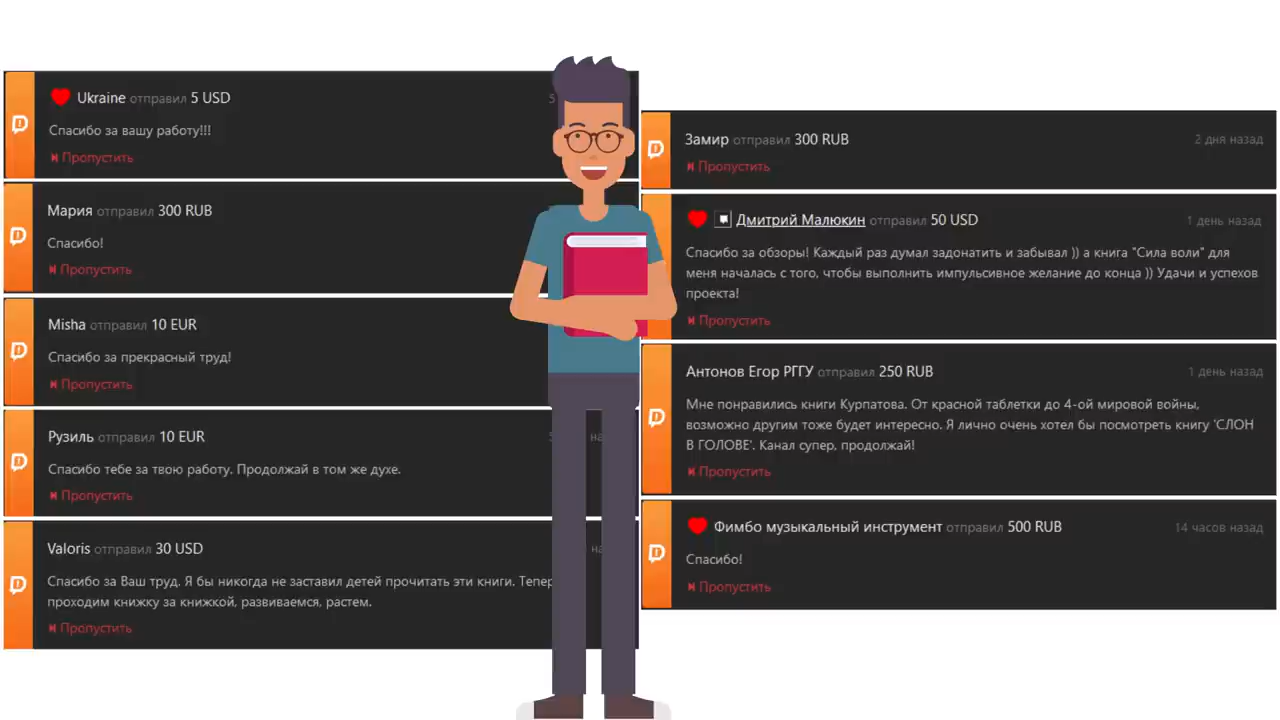 Ukraine отправил 5 USD
5
Спасибо за вашу работу!!!
Пропустить
Мария отправил 300 RUB
Спасибо!
Пропустить
Misha отправил 10 EUR
Спасибо за прекрасный труд!
Пропустить
Рузиль отправил 10 EUR
Спасибо тебе за твою работу. Продолжай в том же духе.
Пропустить
Valoris отправил 30 USD
Спасибо за Ваш труд. Я бы никогда не заставил детей прочитать эти книги. Тепер
проходим книжку за книжкой, развиваемся, растем.
Пропустить
Замир отправил 300 RUB 2 дня назад
Пропустить
Дмитрий Малюкин отправил 50 USD 1 день назад
Спасибо за обзоры! Каждый раз думал задонатить и забывал )) а книга "Сила воли" для
меня началась с того, чтобы выполнить импульсивное желание до конца )) Удачи и успехов
проекта!
Пропустить
Антонов Егор РГГУ отправил 250 RUB 1 день назад
Мне понравились книги Курпатова. От красной таблетки до 4-ой мировой войны,
возможно другим тоже будет интересно. Я лично очень хотел бы посмотреть книгу 'СЛОН
В ГОЛОВЕ'. Канал супер, продолжай!
Пропустить
Фимбо музыкальный инструмент отправил 500 RUB 14 часов назад
Спасибо!
Пропустить